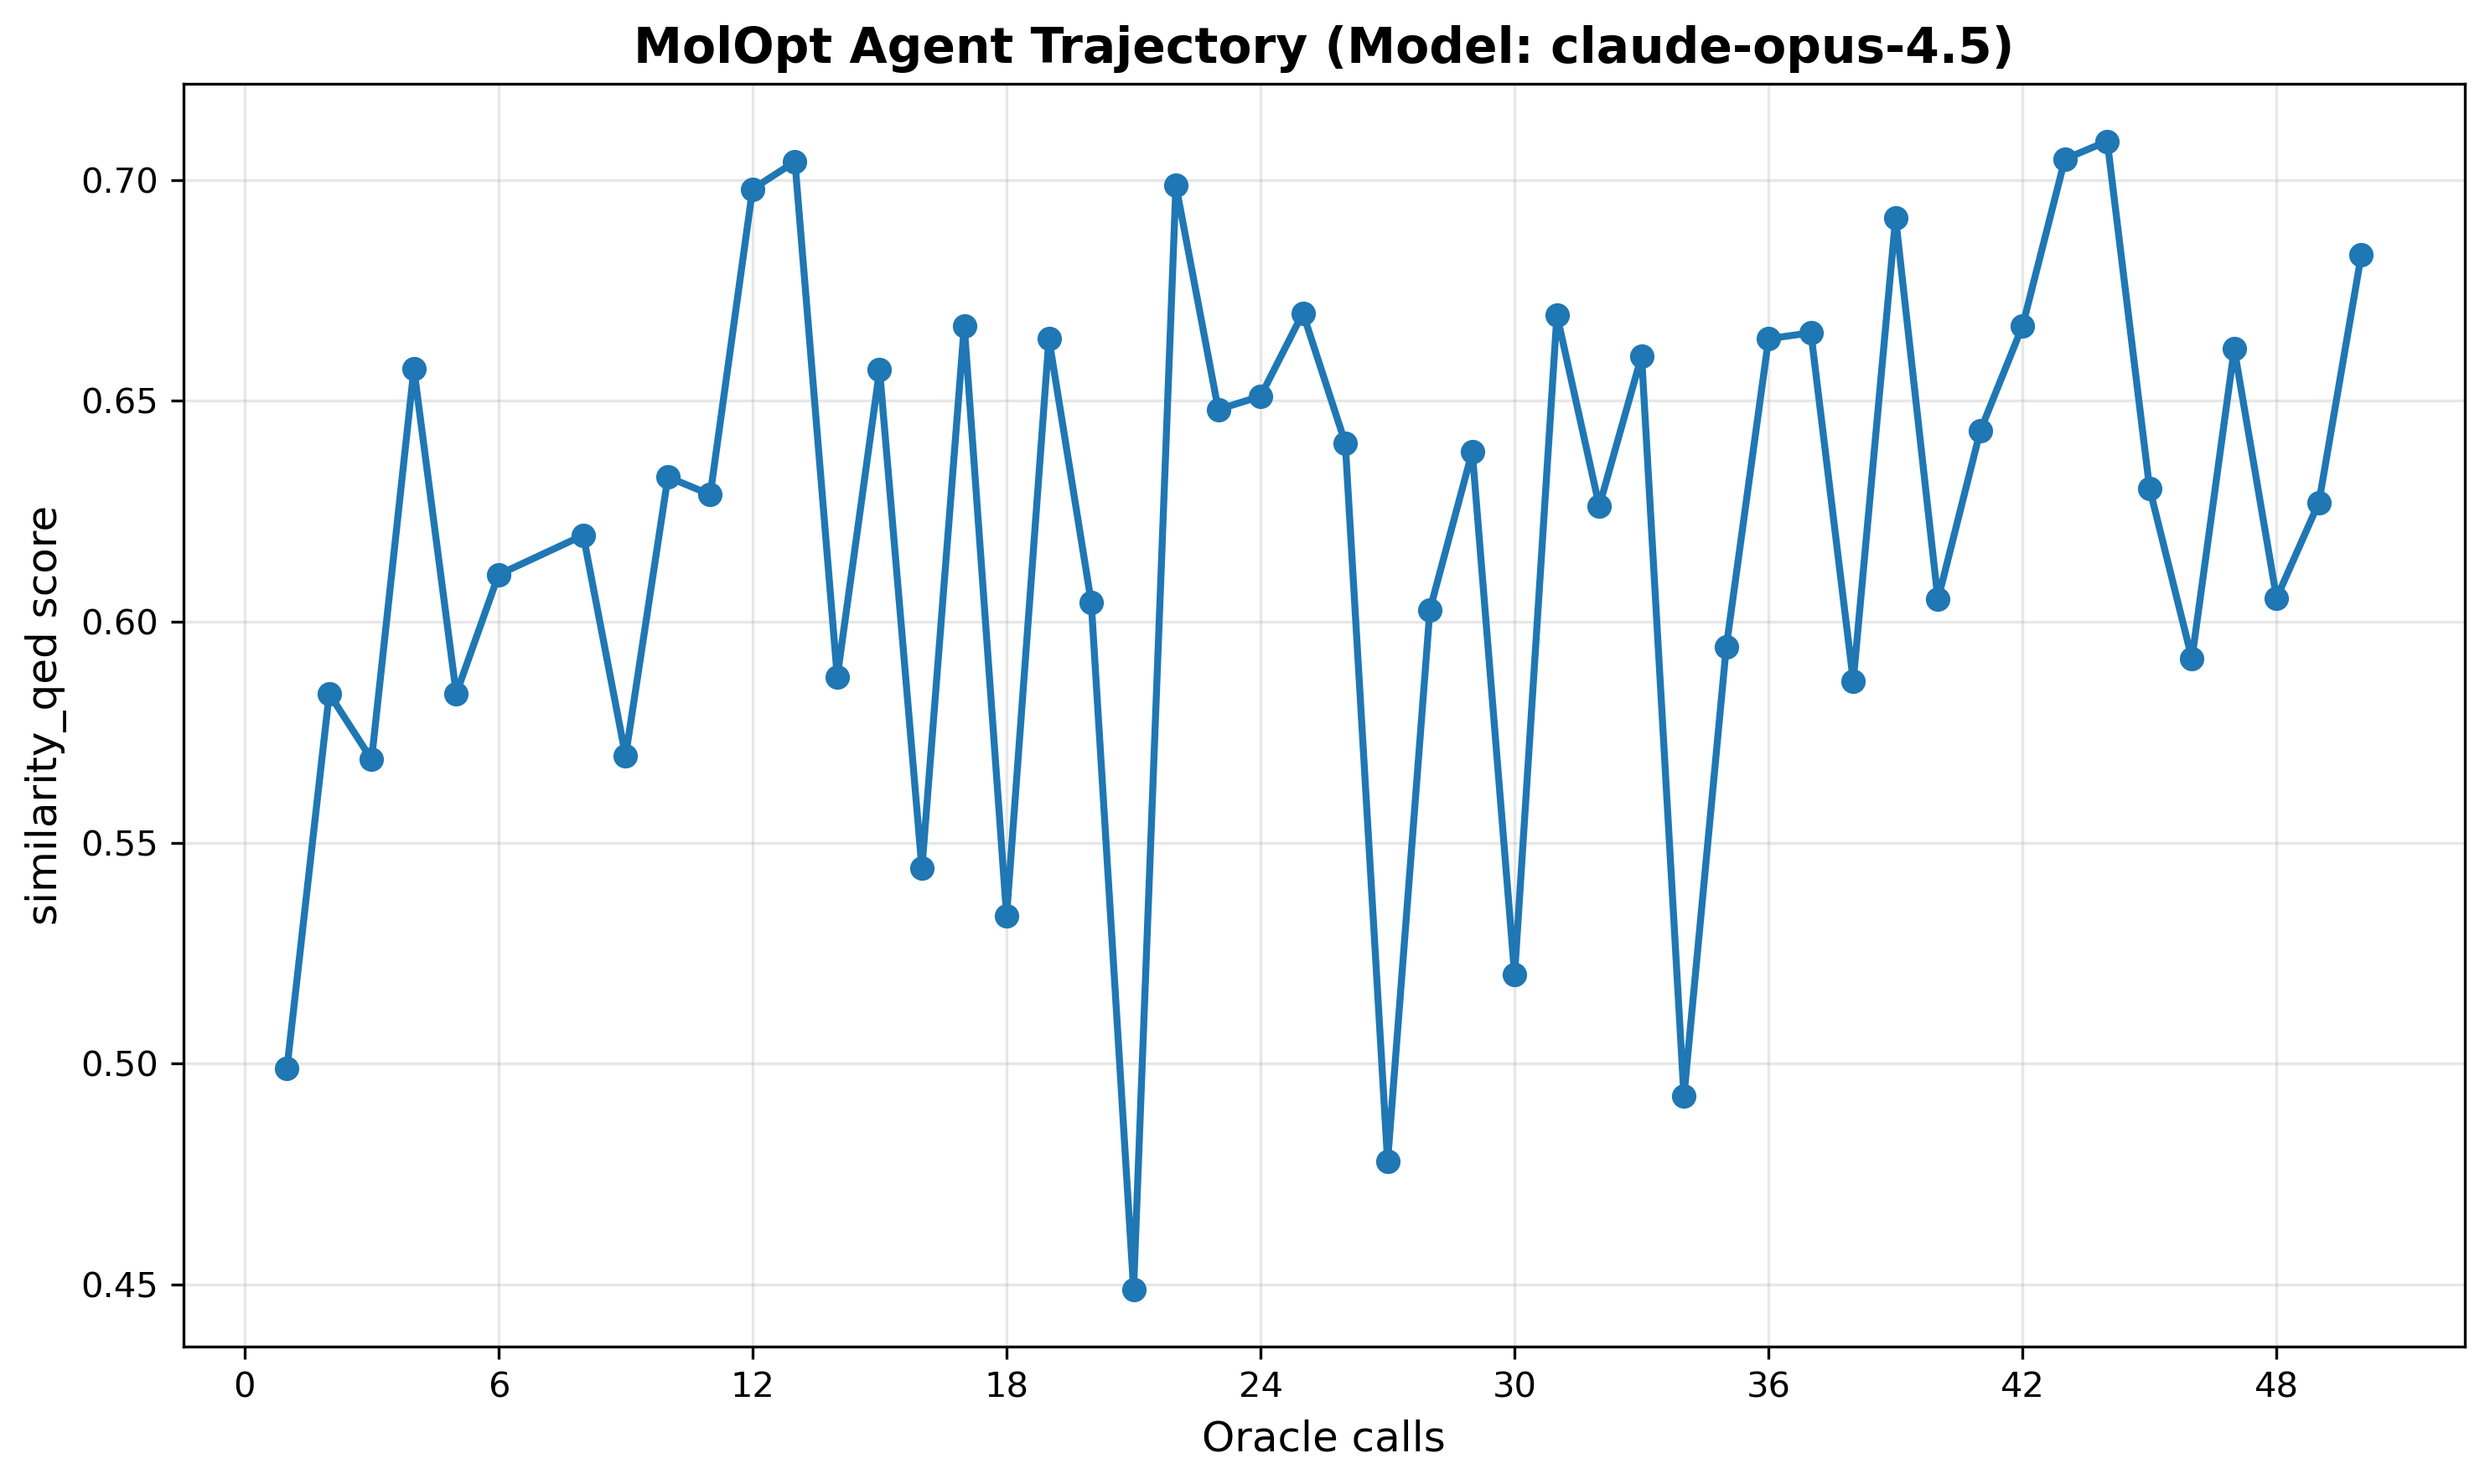 MolOpt Agent Trajectory (Model: claude-opus-4.5)
similarity_qed score
0.70
0.65
0.60
0.55
0.50
0.45
0 6 12 18 24 30 36 42 48
Oracle calls